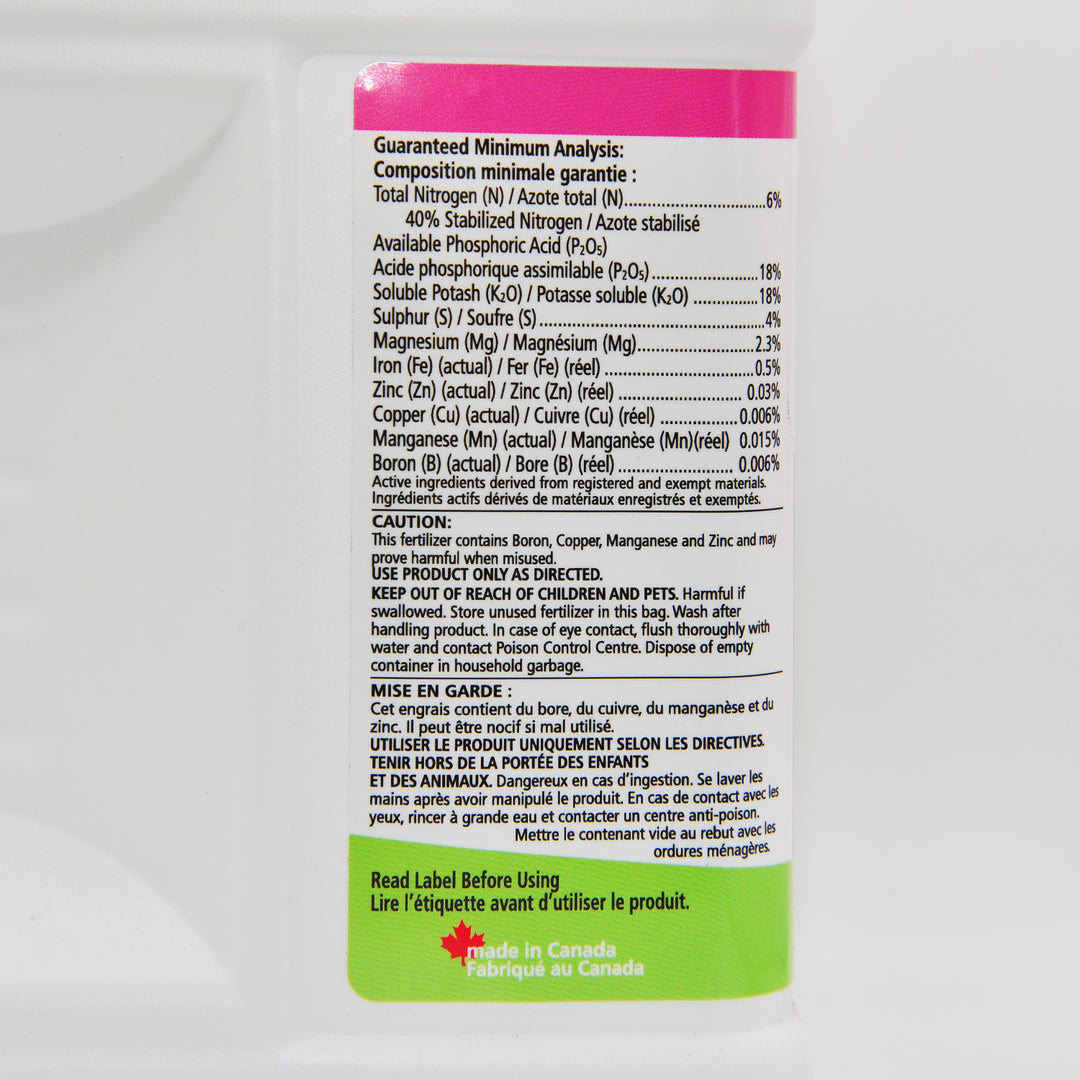 Guaranteed Minimum Analysis:
Composition minimale garantie :
Total Nitrogen (N) / Azote total (N)..............................6%
40% Stabilized Nitrogen / Azote stabilisé
Available Phosphoric Acid (P₂O₅)
Acide phosphorique assimilable (P₂O₅).......................18%
Soluble Potash (K₂O) / Potasse soluble (K₂O) .............18%
Sulphur (S) / Soufre (S)................................................4%
Magnesium (Mg) / Magnésium (Mg).........................2.3%
Iron (Fe) (actual) / Fer (Fe) (réel) ................................0.5%
Zinc (Zn) (actual) / Zinc (Zn) (réel) .......................... 0.03%
Copper (Cu) (actual) / Cuivre (Cu) (réel) .................0.006%
Manganese (Mn) (actual) / Manganèse (Mn)(réel) 0.015%
Boron (B) (actual) / Bore (B) (réel) ......................... 0.006%
Active ingredients derived from registered and exempt materials.
Ingrédients actifs dérivés de matériaux enregistrés et exemptés.
CAUTION:
This fertilizer contains Boron, Copper, Manganese and Zinc and may
prove harmful when misused.
USE PRODUCT ONLY AS DIRECTED.
KEEP OUT OF REACH OF CHILDREN AND PETS. Harmful if
swallowed. Store unused fertilizer in this bag. Wash after
handling product. In case of eye contact, flush thoroughly with
water and contact Poison Control Centre. Dispose of empty
container in household garbage.
MISE EN GARDE :
Cet engrais contient du bore, du cuivre, du manganèse et du
zinc. Il peut être nocif si mal utilisé.
UTILISER LE PRODUIT UNIQUEMENT SELON LES DIRECTIVES.
TENIR HORS DE LA PORTÉE DES ENFANTS
ET DES ANIMAUX. Dangereux en cas d'ingestion. Se laver les
mains après avoir manipulé le produit. En cas de contact avec les
yeux, rincer à grande eau et contacter un centre anti-poison.
Mettre le contenant vide au rebut avec les
ordures ménagères.
Read Label Before Using
Lire l'étiquette avant d'utiliser le produit.
made in Canada
Fabriqué au Canada